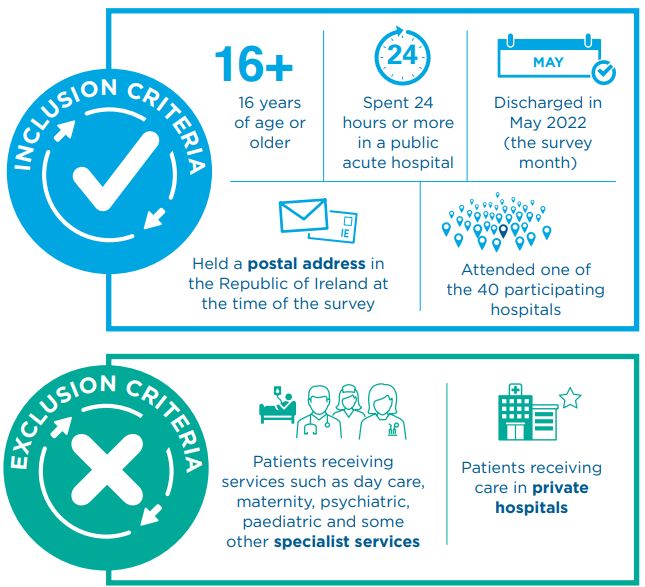 INCLUSION CRITERIA
16+
16 years
of age or
older
24
Spent 24
hours or more
in a public
acute hospital
MAY
Discharged in
May 2022
(the survey
month)
IE
Held a postal address in
the Republic of Ireland at
the time of the survey
Attended one of
the 40 participating
hospitals
EXCLUSION CRITERIA
Patients receiving
services such as day care,
maternity, psychiatric,
paediatric and some
other specialist services
Patients receiving
care in private
hospitals